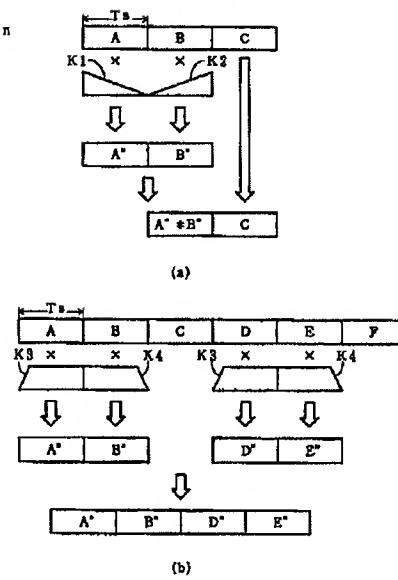 n
Ts
A B C
K1 × × K2
A" B"
A" *B" C
(a)
Ts
A B C D E F
K3 × × K4 K3 × × K4
A" B" D" E"
A" B" D" E"
(b)